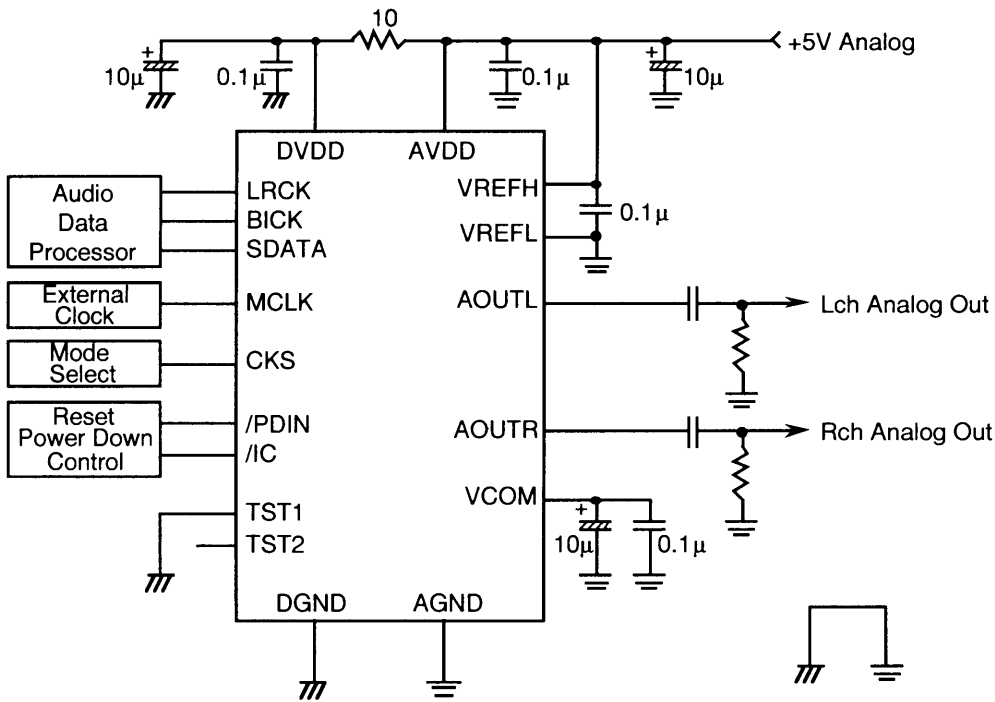 10
+5V Analog
+
10μ
0.1μ
0.1μ
+
10μ
DVDD
AVDD
Audio
Data
Processor
LRCK
BICK
SDATA
VREFH
0.1μ
VREFL
External
Clock
MCLK
AOUTL
Lch Analog Out
Mode
Select
CKS
Reset
Power Down
Control
/PDIN
/IC
AOUTR
Rch Analog Out
VCOM
+
10μ
0.1μ
TST1
TST2
DGND
AGND